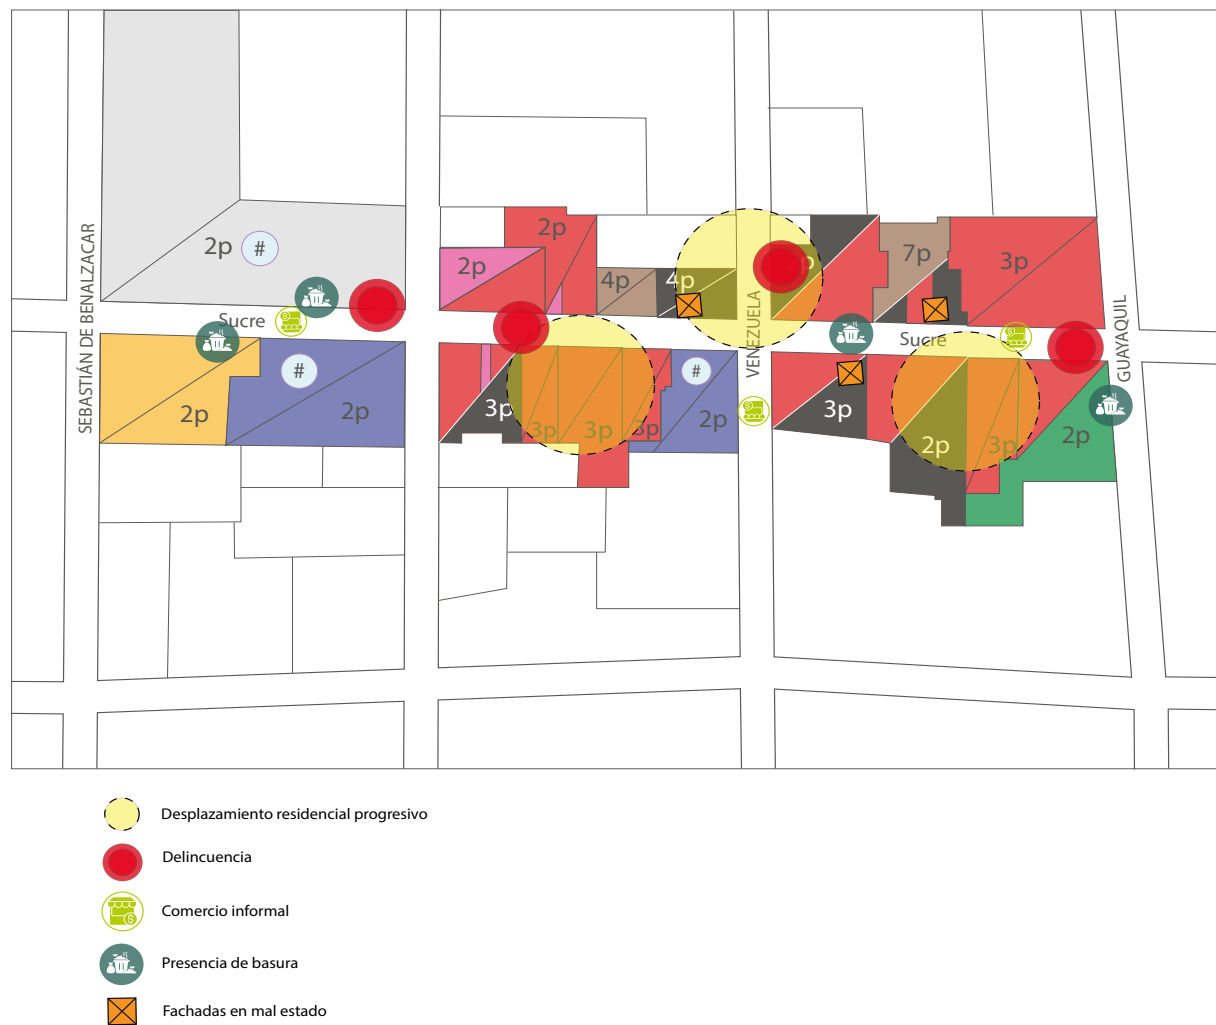 2p
#
2p
2p
4p
4p
2p
7p
3p
Sucre
Sucre
SEBASTIÁN DE BENALZACAR
VENEZUELA
GUAYAQUIL
2p
#
2p
3p
3p
3p
3p
#
2p
3p
2p
3p
2p
Desplazamiento residencial progresivo
Delincuencia
Comercio informal
Presencia de basura
Fachadas en mal estado